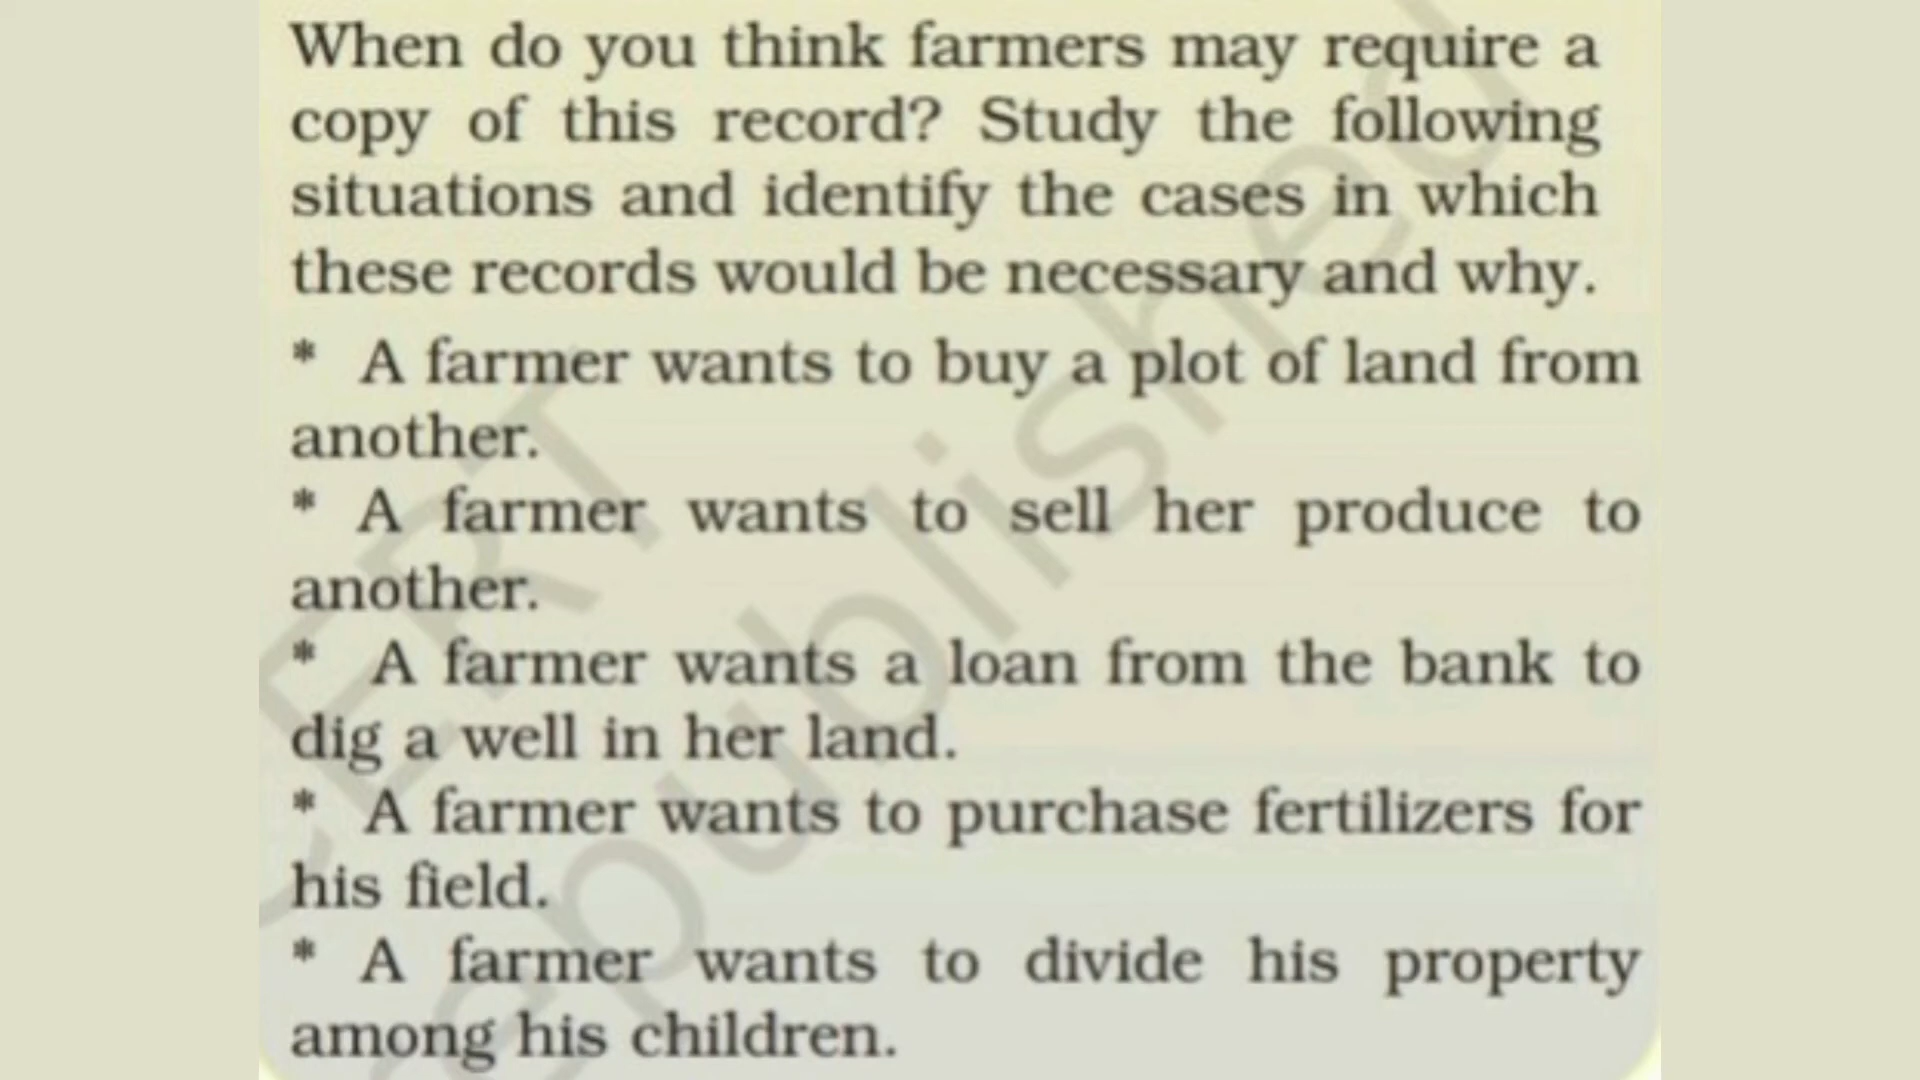 When do you think farmers may require a
copy of this record? Study the following
situations and identify the cases in which
these records would be necessary and why.
* A farmer wants to buy a plot of land from
another.
* A farmer wants to sell her produce to
another.
* A farmer wants a loan from the bank to
dig a well in her land.
* A farmer wants to purchase fertilizers for
his field.
* A farmer wants to divide his property
among his children.